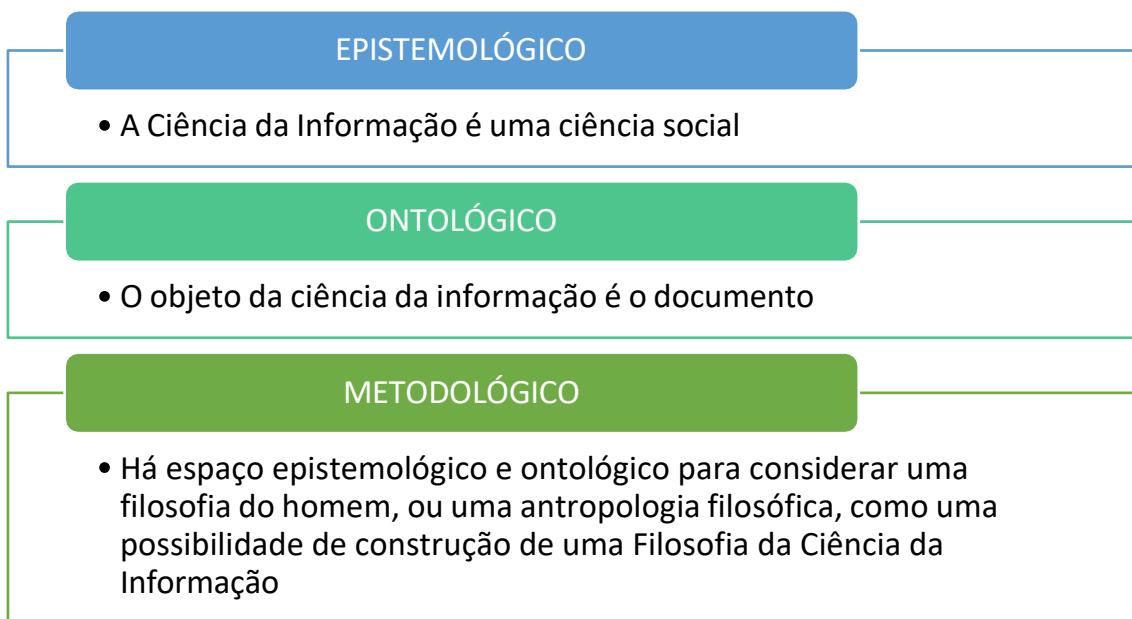 EPISTEMOLÓGICO
• A Ciência da Informação é uma ciência social
ONTOLÓGICO
• O objeto da ciência da informação é o documento
METODOLÓGICO
• Há espaço epistemológico e ontológico para considerar uma
filosofia do homem, ou uma antropologia filosófica, como uma
possibilidade de construção de uma Filosofia da Ciência da
Informação